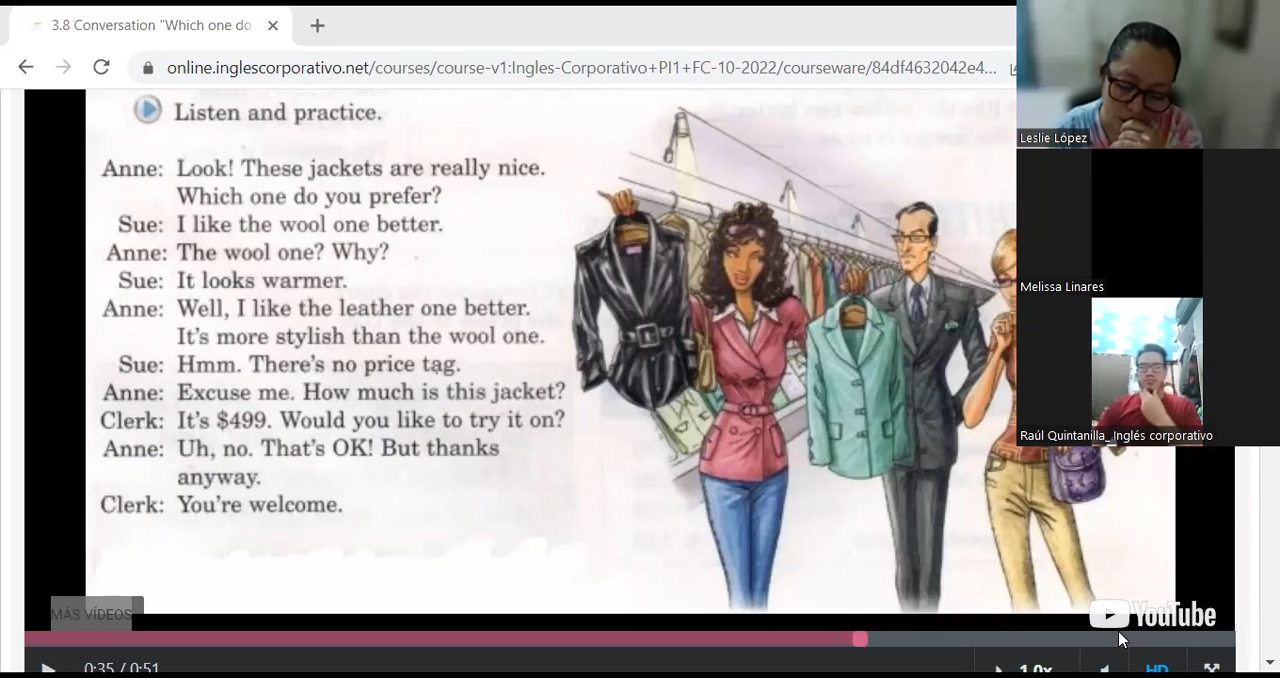 3.8 Conversation "Which one do
online.inglescorporativo.net/courses/course-v1:Ingles-Corporativo+PI1+FC-10-2022/courseware/84df4632042e4...
Listen and practice.
Anne: Look! These jackets are really nice.
Which one do you prefer?
Sue: I like the wool one better.
Anne: The wool one? Why?
Sue: It looks warmer.
Anne: Well, I like the leather one better.
It's more stylish than the wool one.
Sue: Hmm. There's no price tag.
Anne: Excuse me. How much is this jacket?
Clerk: It's $499. Would you like to try it on?
Anne: Uh, no. That's OK! But thanks
anyway.
Clerk: You're welcome.
Leslie López
Melissa Linares
Raúl Quintanilla_ Inglés corporativo
MÁS VÍDEOS
YouTube
0:35 / 0:51
1.0x
HD